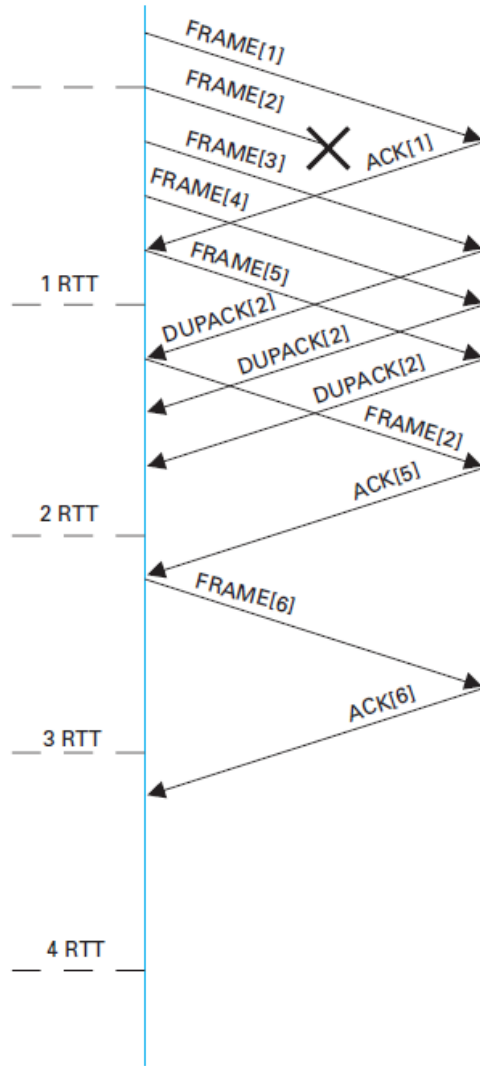 FRAME[1]
FRAME[2]
FRAME[3]
ACK[1]
FRAME[4]
FRAME[5]
1 RTT
DUPACK[2]
DUPACK[2]
DUPACK[2]
FRAME[2]
ACK[5]
2 RTT
FRAME[6]
ACK[6]
3 RTT
4 RTT